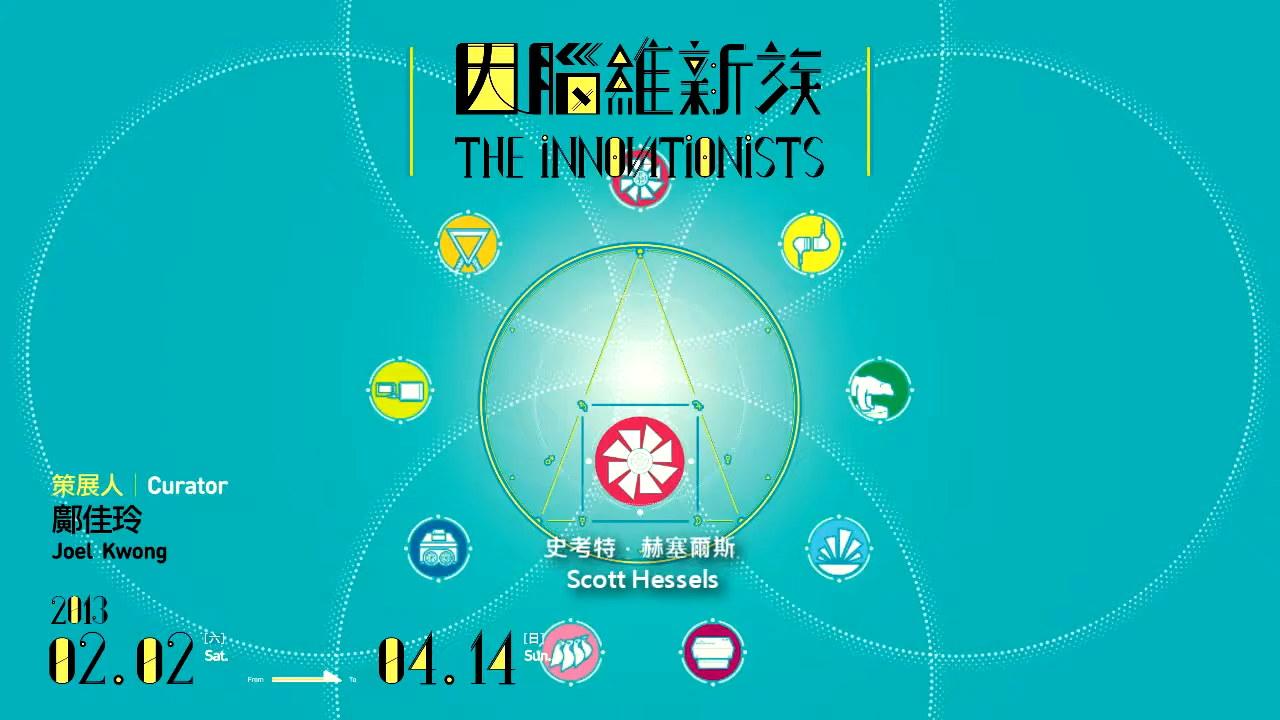 因腦維新族
THE iNNOVATiONiSTS
策展人 | Curator
鄺佳玲
Joel Kwong
史考特．赫塞爾斯
Scott Hessels
2013
02.02 [六] Sat.
From To
04.14 [日] Sun.